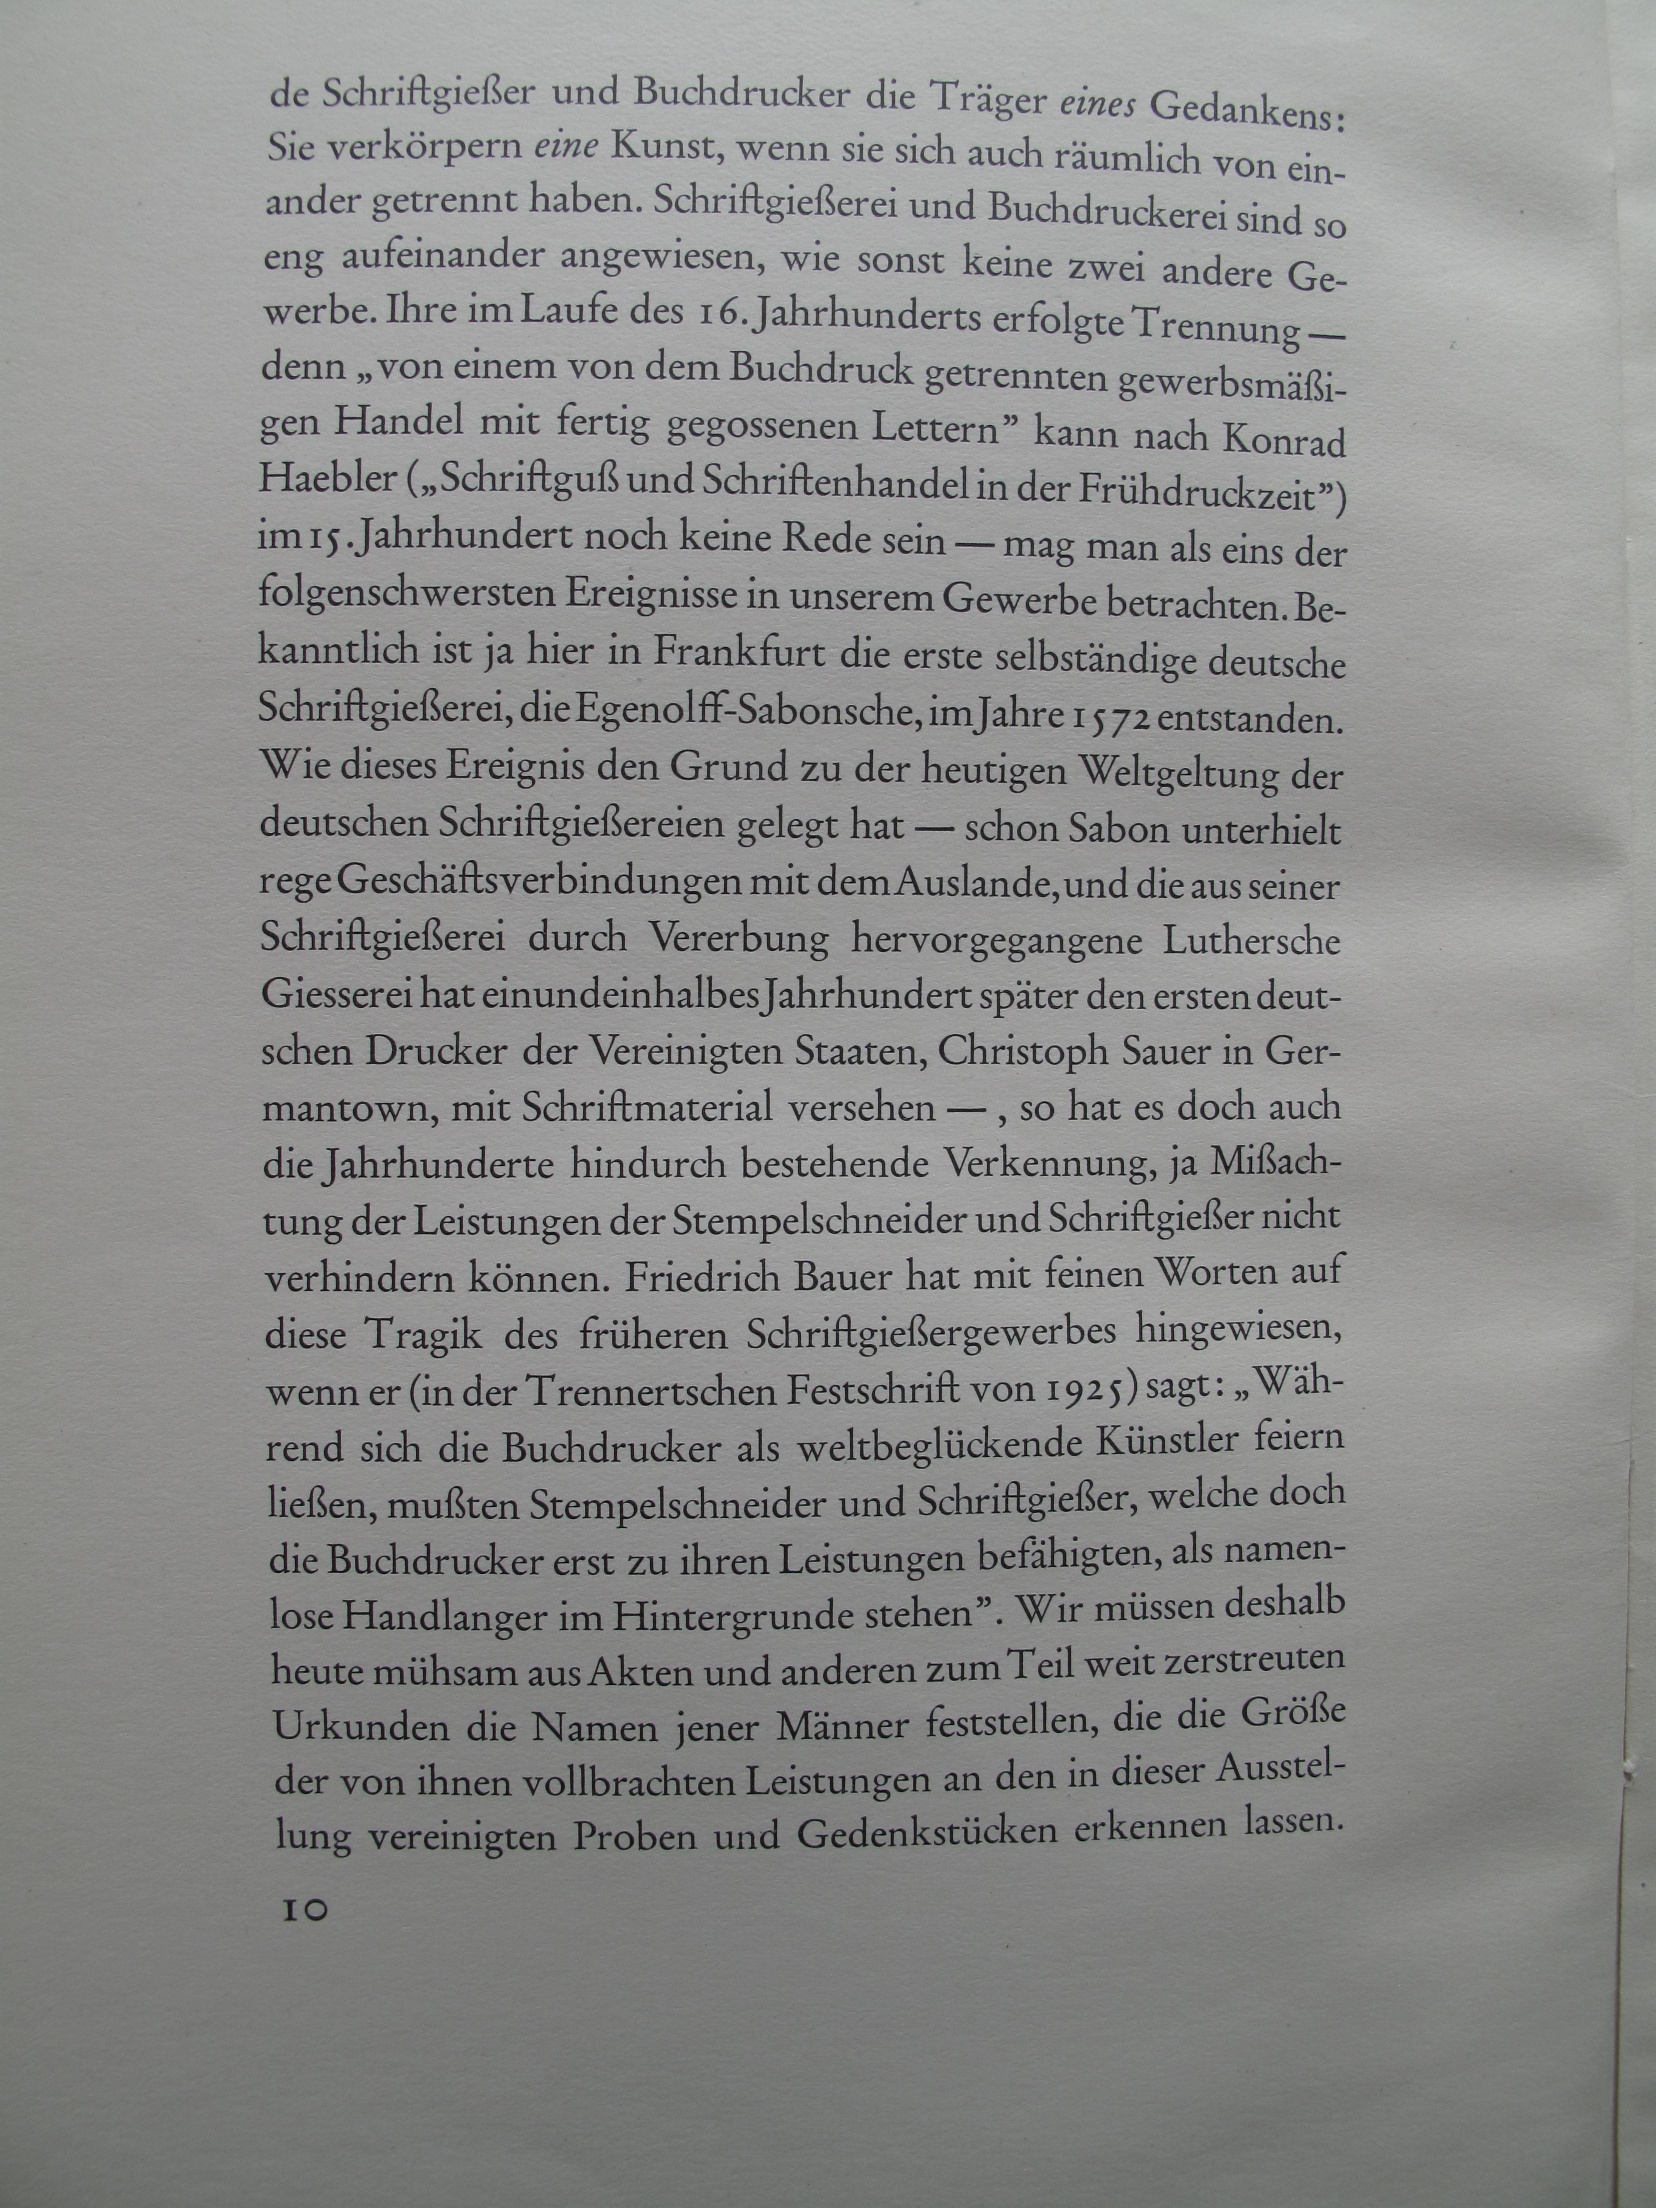 de Schriftgießer und Buchdrucker die Träger eines Gedankens:
Sie verkörpern eine Kunst, wenn sie sich auch räumlich von ein-
ander getrennt haben. Schriftgießerei und Buchdruckerei sind so
eng aufeinander angewiesen, wie sonst keine zwei andere Ge-
werbe. Ihre im Laufe des 16. Jahrhunderts erfolgte Trennung —
denn „von einem von dem Buchdruck getrennten gewerbsmäßi-
gen Handel mit fertig gegossenen Lettern” kann nach Konrad
Haebler („Schriftguß und Schriftenhandel in der Frühdruckzeit”)
im 15. Jahrhundert noch keine Rede sein — mag man als eins der
folgenschwersten Ereignisse in unserem Gewerbe betrachten. Be-
kanntlich ist ja hier in Frankfurt die erste selbständige deutsche
Schriftgießerei, die Egenolff-Sabonsche, im Jahre 1572 entstanden.
Wie dieses Ereignis den Grund zu der heutigen Weltgeltung der
deutschen Schriftgießereien gelegt hat — schon Sabon unterhielt
rege Geschäftsverbindungen mit dem Auslande, und die aus seiner
Schriftgießerei durch Vererbung hervorgegangene Luthersche
Giesserei hat einundeinhalbes Jahrhundert später den ersten deut-
schen Drucker der Vereinigten Staaten, Christoph Sauer in Ger-
mantown, mit Schriftmaterial versehen — , so hat es doch auch
die Jahrhunderte hindurch bestehende Verkennung, ja Mißach-
tung der Leistungen der Stempelschneider und Schriftgießer nicht
verhindern können. Friedrich Bauer hat mit feinen Worten auf
diese Tragik des früheren Schriftgießergewerbes hingewiesen,
wenn er (in der Trennertschen Festschrift von 1925) sagt: „Wäh-
rend sich die Buchdrucker als weltbeglückende Künstler feiern
ließen, mußten Stempelschneider und Schriftgießer, welche doch
die Buchdrucker erst zu ihren Leistungen befähigten, als namen-
lose Handlanger im Hintergrunde stehen”. Wir müssen deshalb
heute mühsam aus Akten und anderen zum Teil weit zerstreuten
Urkunden die Namen jener Männer feststellen, die die Größe
der von ihnen vollbrachten Leistungen an den in dieser Ausstel-
lung vereinigten Proben und Gedenkstücken erkennen lassen.
10